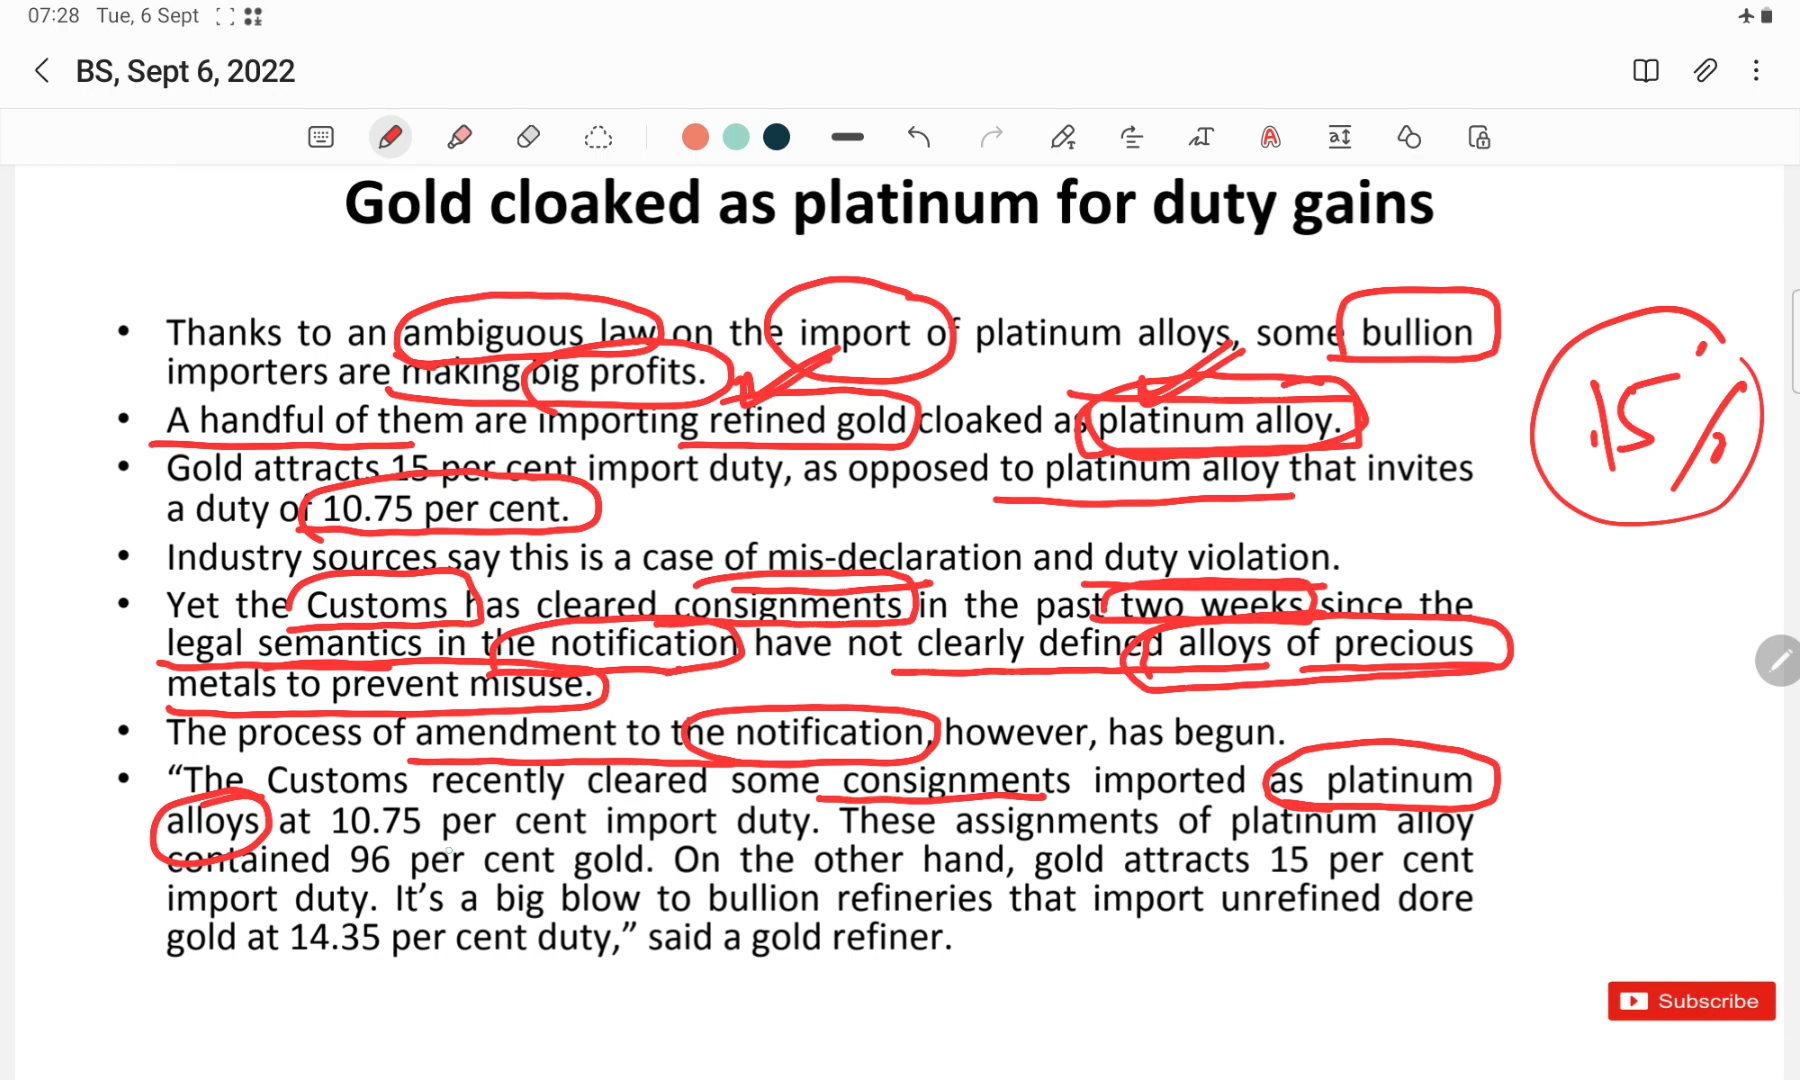 07:28 Tue, 6 Sept
BS, Sept 6, 2022
Gold cloaked as platinum for duty gains
• Thanks to an ambiguous law on the import of platinum alloys, some bullion
importers are making big profits.
• A handful of them are importing refined gold cloaked as platinum alloy.
• Gold attracts 15 per cent import duty, as opposed to platinum alloy that invites
a duty of 10.75 per cent.
• Industry sources say this is a case of mis-declaration and duty violation.
• Yet the Customs has cleared consignments in the past two weeks since the
legal semantics in the notification have not clearly defined alloys of precious
metals to prevent misuse.
• The process of amendment to the notification, however, has begun.
• “The Customs recently cleared some consignments imported as platinum
alloys at 10.75 per cent import duty. These assignments of platinum alloy
contained 96 per cent gold. On the other hand, gold attracts 15 per cent
import duty. It’s a big blow to bullion refineries that import unrefined dore
gold at 14.35 per cent duty,” said a gold refiner.
15%
Subscribe